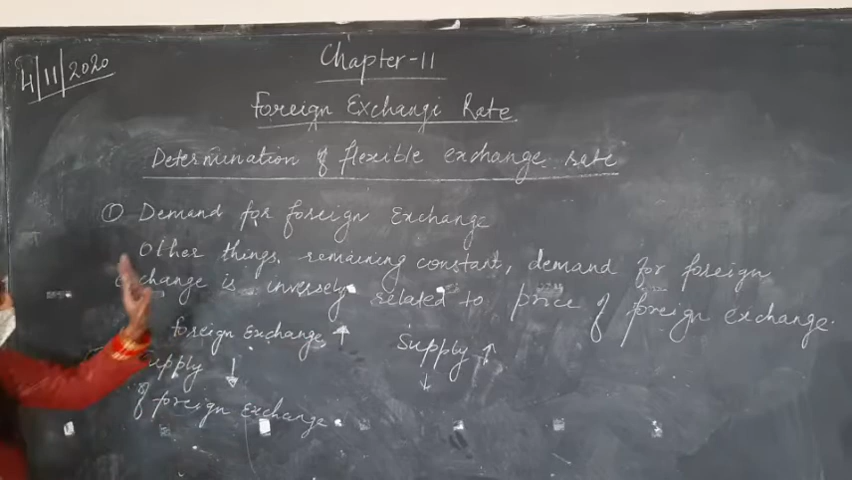 4/11/2020
Chapter-11
Foreign Exchangi Rate
Determination of flexible exchange rate
① Demand for foreign Exchange
Other things, remaining constant, demand for foreign
exchange is inversely related to price of foreign exchange.
foreign Exchange ↑ Supply ↑
upply ↓ ↓
of foreign exchange